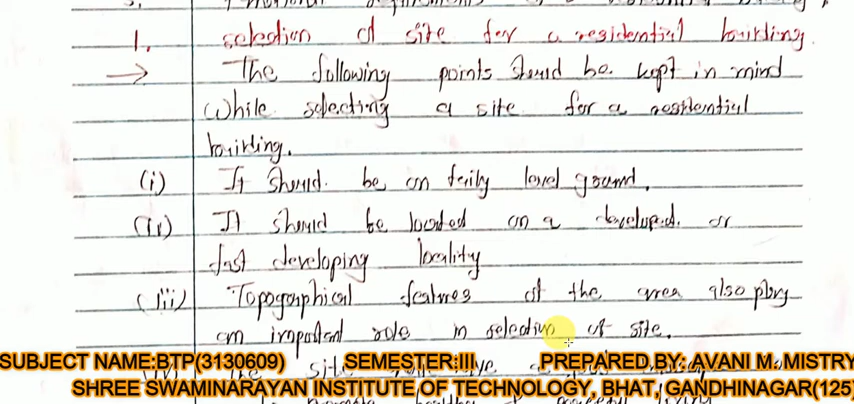 1. selection of site for a residential building.
→ The following points should be kept in mind
While selecting a site for a residential
building.
(i) It should be on fairly level ground.
(ii) It should be located on a developed or
fast developing locality
(iii) Topographical features of the area also play
an important role in selection of site.
SUBJECT NAME:BTP(3130609) SEMESTER:III PREPARED BY: AVANI M. MISTRY
SHREE SWAMINARAYAN INSTITUTE OF TECHNOLOGY, BHAT, GANDHINAGAR(125)